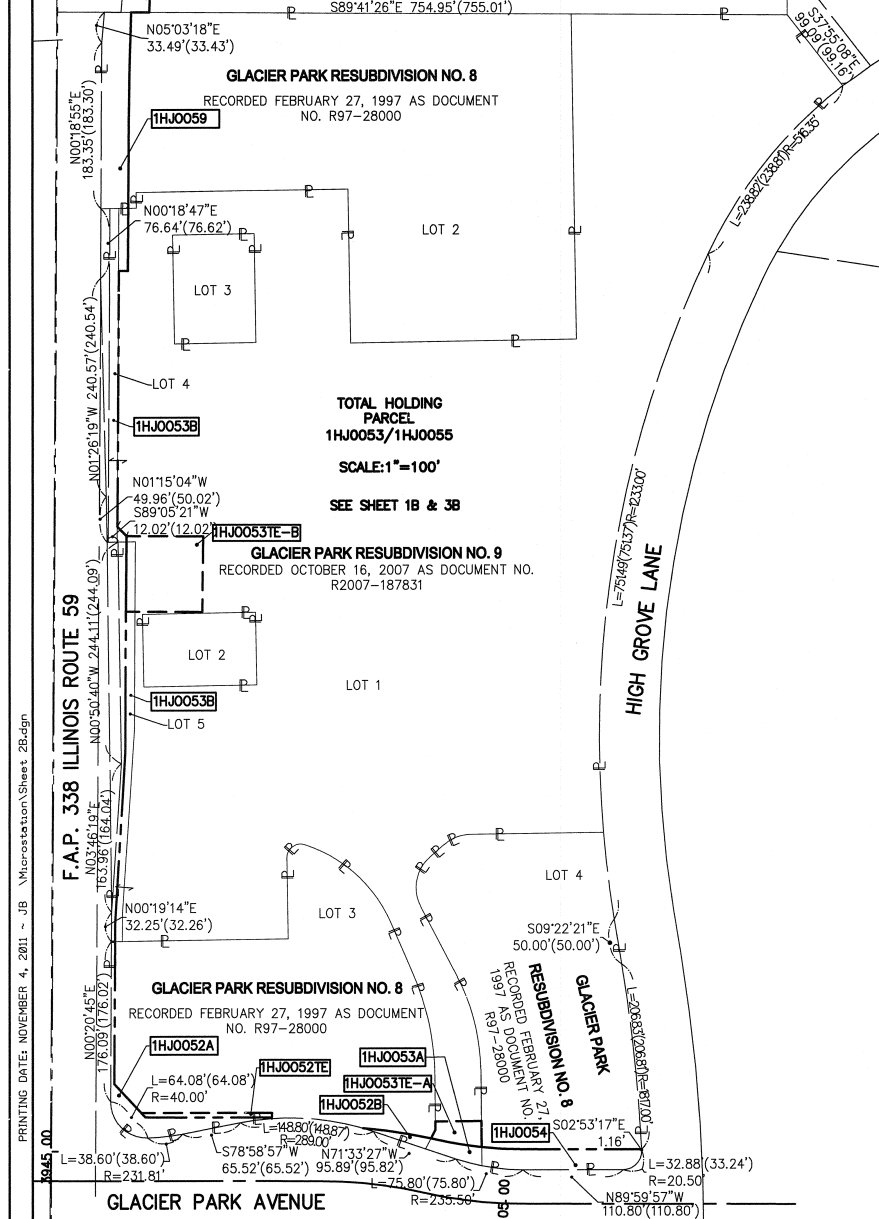 S89°41'26"E 754.95'(755.01')
N05°03'18"E
33.49'(33.43')
S37°55'08"E
99.09'(99.16')
GLACIER PARK RESUBDIVISION NO. 8
RECORDED FEBRUARY 27, 1997 AS DOCUMENT
NO. R97-28000
N00°18'55"E
183.35'(183.30')
1HJ0059
L=238.82'(238.81')R=516.35'
N00°18'47"E
76.64'(76.62')
LOT 2
LOT 3
LOT 4
N01°26'19"W 240.57'(240.54')
1HJ0053B
TOTAL HOLDING
PARCEL
1HJ0053/1HJ0055
SCALE:1"=100'
SEE SHEET 1B & 3B
N01°15'04"W
49.96'(50.02')
S89°05'21"W
12.02'(12.02')
1HJ0053TE-B
GLACIER PARK RESUBDIVISION NO. 9
RECORDED OCTOBER 16, 2007 AS DOCUMENT NO.
R2007-187831
L=751.49'(751.37')R=1233.00'
HIGH GROVE LANE
F.A.P. 338 ILLINOIS ROUTE 59
N00°50'40"W 244.11'(244.09')
LOT 2
LOT 1
1HJ0053B
LOT 5
N03°46'19"E
163.96'(164.04')
LOT 4
LOT 3
N00°19'14"E
32.25'(32.26')
S09°22'21"E
50.00'(50.00')
GLACIER PARK RESUBDIVISION NO. 8
RECORDED FEBRUARY 27, 1997 AS DOCUMENT
NO. R97-28000
GLACIER PARK
RESUBDIVISION NO. 8
RECORDED FEBRUARY 27,
1997 AS DOCUMENT NO.
R97-28000
L=206.83'(206.81')R=1817.00'
N00°20'45"E
176.09'(176.02')
1HJ0052A
1HJ0052TE
1HJ0053A
1HJ0053TE-A
1HJ0052B
1HJ0054
L=64.08'(64.08')
R=40.00'
L=148.80'(148.87')
R=289.00'
S02°53'17"E
1.16'
L=38.60'(38.60')
R=231.81'
S78°58'57"W
65.52'(65.52')
N71°33'27"W
95.89'(95.82')
L=75.80'(75.80')
R=235.50'
L=32.88'(33.24')
R=20.50'
N89°59'57"W
110.80'(110.80')
GLACIER PARK AVENUE
3945 00
05 00
PRINTING DATE: NOVEMBER 4, 2011 ~ JB \Microstation\Sheet 2B.dgn